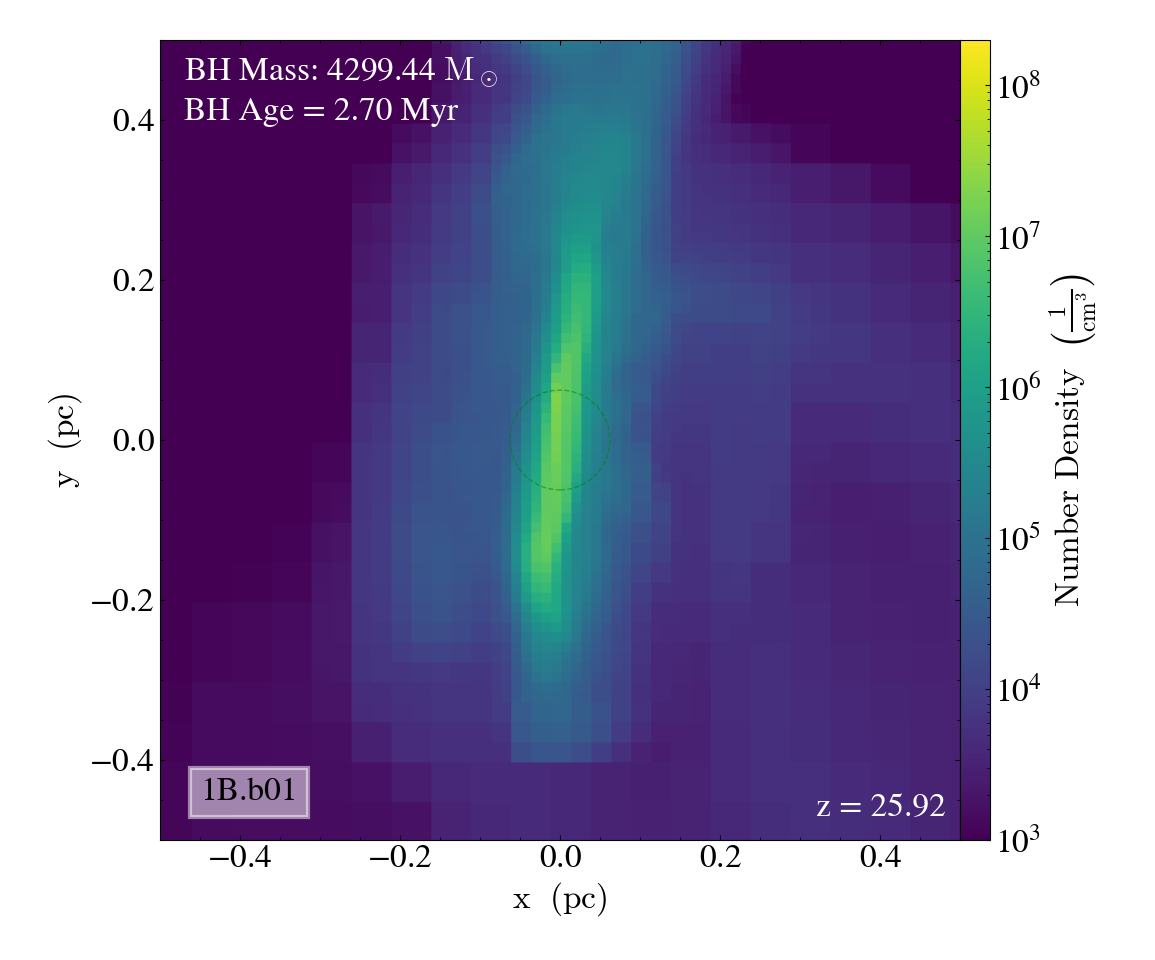 BH Mass: 4299.44 M⊙
BH Age = 2.70 Myr
0.4
0.2
0.0
−0.2
−0.4
y (pc)
1B.b01
z = 25.92
−0.4 −0.2 0.0 0.2 0.4
x (pc)
10⁸
10⁷
10⁶
10⁵
10⁴
10³
Number Density (1/cm³)